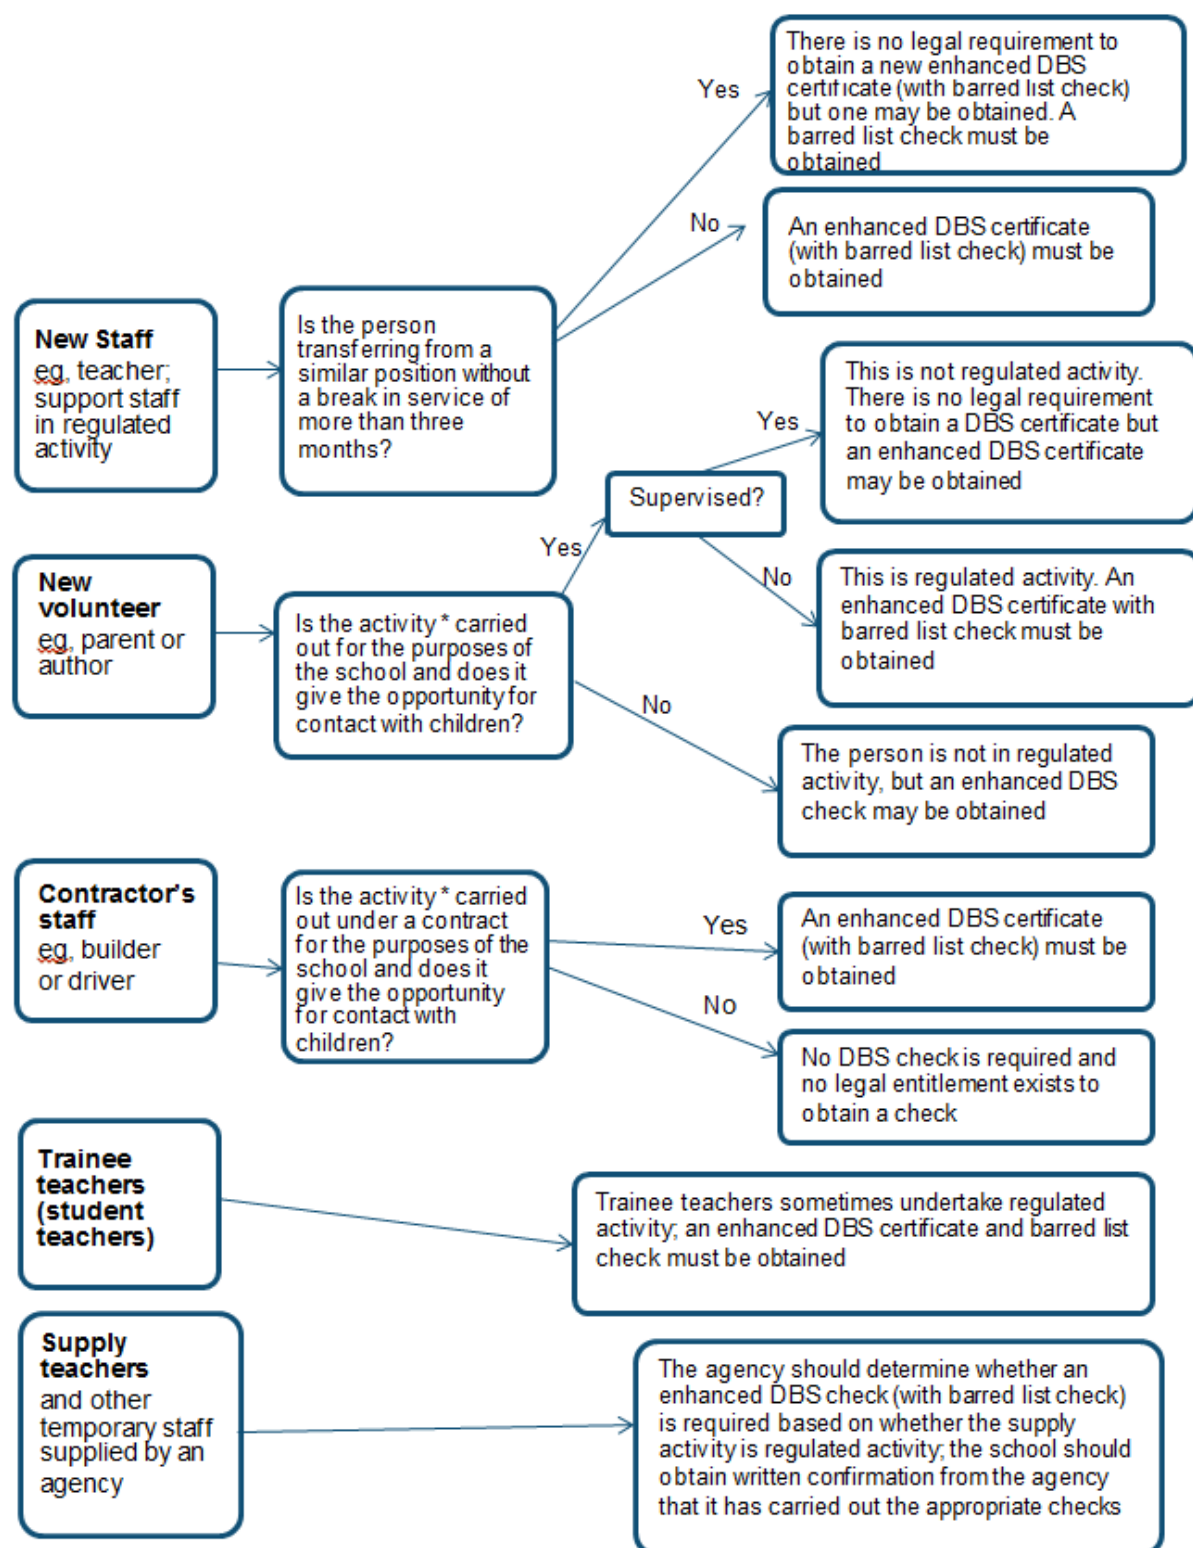 There is no legal requirement to
obtain a new enhanced DBS
certificate (with barred list check)
but one may be obtained. A
barred list check must be
obtained
Yes
No
An enhanced DBS certificate
(with barred list check) must be
obtained
New Staff
eg, teacher;
support staff
in regulated
activity
Is the person
transferring from a
similar position without
a break in service of
more than three
months?
This is not regulated activity.
There is no legal requirement
to obtain a DBS certificate but
an enhanced DBS certificate
may be obtained
Yes
Supervised?
Yes
No
This is regulated activity. An
enhanced DBS certificate with
barred list check must be
obtained
New
volunteer
eg, parent or
author
Is the activity * carried
out for the purposes of
the school and does it
give the opportunity for
contact with children?
No
The person is not in regulated
activity, but an enhanced DBS
check may be obtained
Contractor's
staff
eg, builder
or driver
Is the activity * carried
out under a contract
for the purposes of the
school and does it
give the opportunity
for contact with
children?
Yes
An enhanced DBS certificate
(with barred list check) must be
obtained
No
No DBS check is required and
no legal entitlement exists to
obtain a check
Trainee
teachers
(student
teachers)
Trainee teachers sometimes undertake regulated
activity; an enhanced DBS certificate and barred list
check must be obtained
Supply
teachers
and other
temporary staff
supplied by an
agency
The agency should determine whether an
enhanced DBS check (with barred list check)
is required based on whether the supply
activity is regulated activity; the school should
obtain written confirmation from the agency
that it has carried out the appropriate checks